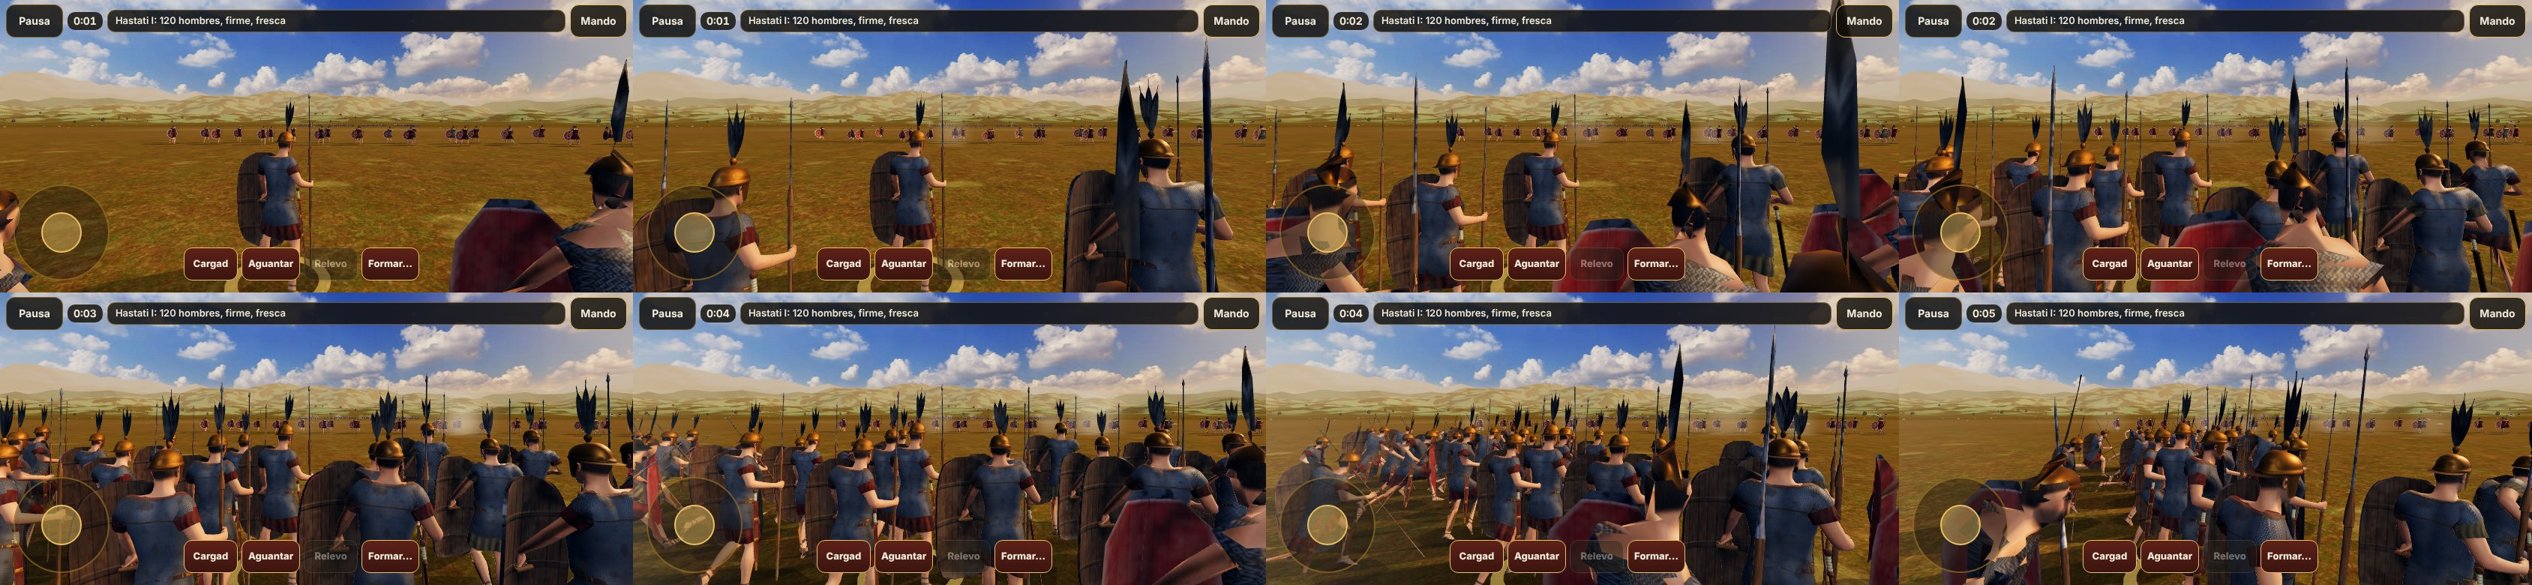 Pausa 0:01 Hastati I: 120 hombres, firme, fresca Mando
Cargad Aguantar Relevo Formar...
Pausa 0:01 Hastati I: 120 hombres, firme, fresca Mando
Cargad Aguantar Relevo Formar...
Pausa 0:02 Hastati I: 120 hombres, firme, fresca Mando
Cargad Aguantar Relevo Formar...
Pausa 0:02 Hastati I: 120 hombres, firme, fresca Mando
Cargad Aguantar Relevo Formar...
Pausa 0:03 Hastati I: 120 hombres, firme, fresca Mando
Cargad Aguantar Relevo Formar...
Pausa 0:04 Hastati I: 120 hombres, firme, fresca Mando
Cargad Aguantar Relevo Formar...
Pausa 0:04 Hastati I: 120 hombres, firme, fresca Mando
Cargad Aguantar Relevo Formar...
Pausa 0:05 Hastati I: 120 hombres, firme, fresca Mando
Cargad Aguantar Relevo Formar...